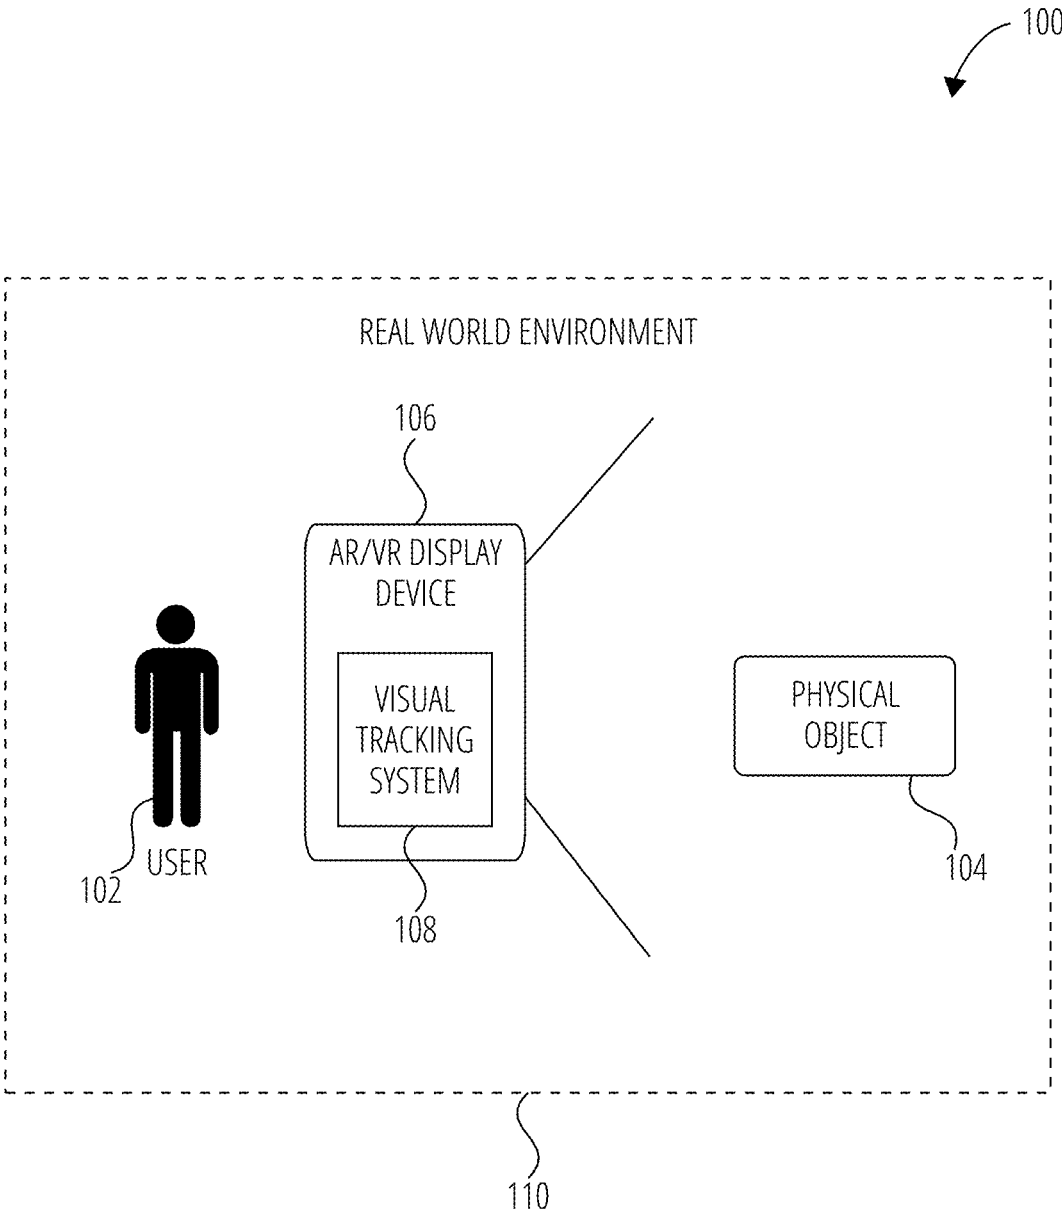 100
REAL WORLD ENVIRONMENT
106
AR/VR DISPLAY
DEVICE
VISUAL
TRACKING
SYSTEM
PHYSICAL
OBJECT
USER
102
104
108
110